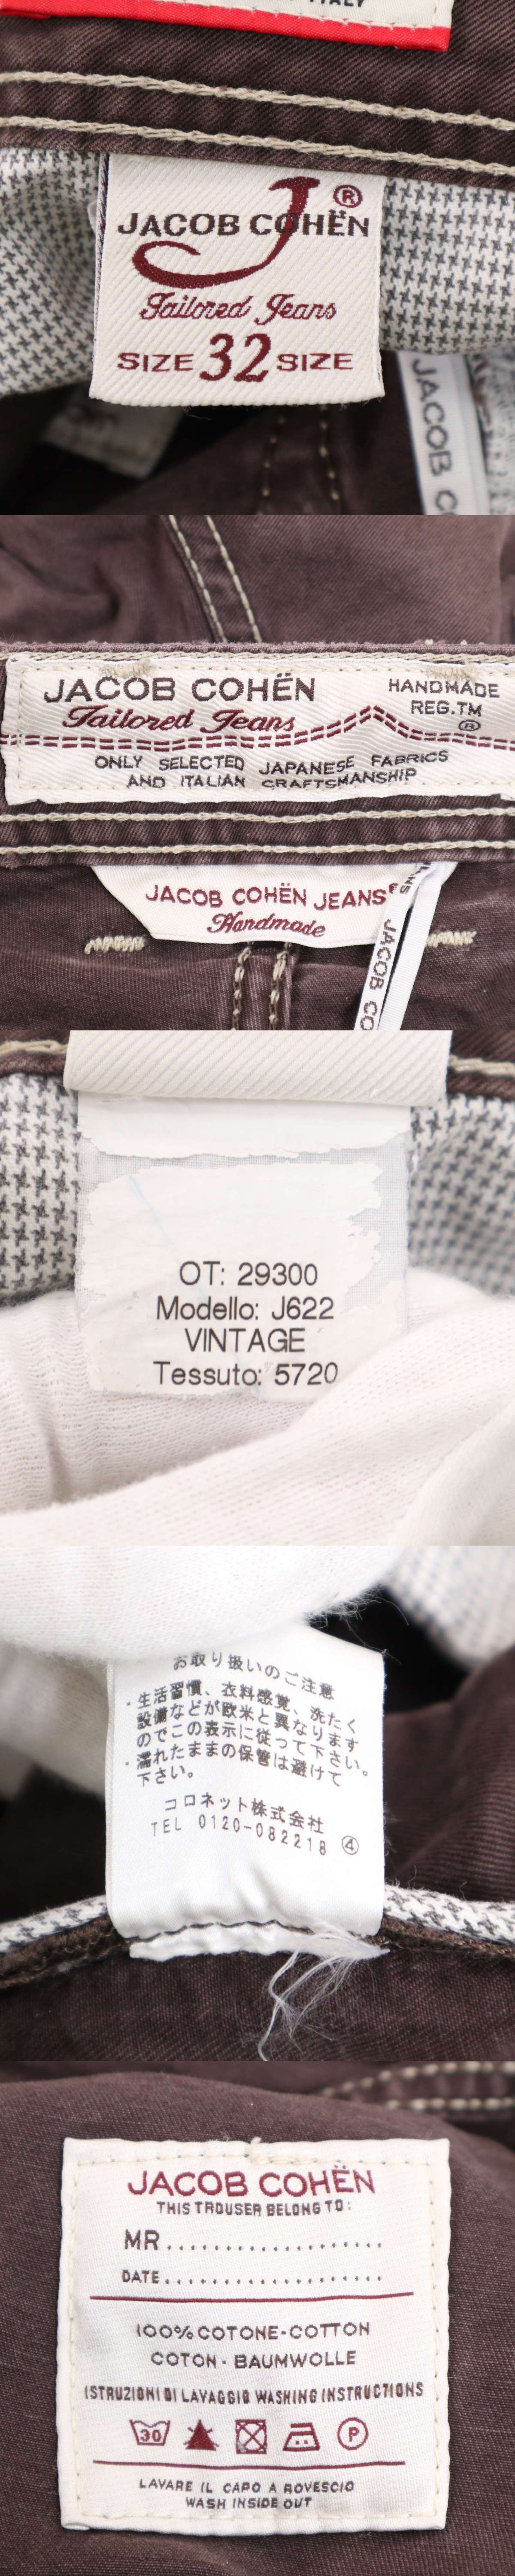 ITALY
JACOB COHËN ®
Tailored Jeans
SIZE 32 SIZE
JACOB CO
JACOB COHËN
Tailored Jeans
HANDMADE
REG.TM
®
ONLY SELECTED JAPANESE FABRICS
AND ITALIAN CRAFTSMANSHIP
JACOB COHËN JEANS
Handmade
JACOB CO
OT: 29300
Modello: J622
VINTAGE
Tessuto: 5720
お取り扱いのご注意
・生活習慣、衣料感覚、洗たく
設備などが欧米と異なります
のでこの表示に従って下さい。
・濡れたままの保管は避けて
下さい。
コロネット株式会社
TEL 0120-082218 ④
JACOB COHËN
THIS TROUSER BELONG TO:
MR....................
DATE....................
100% COTONE-COTTON
COTON-BAUMWOLLE
ISTRUZIONI DI LAVAGGIO WASHING INSTRUCTIONS
30 P
LAVARE IL CAPO A ROVESCIO
WASH INSIDE OUT